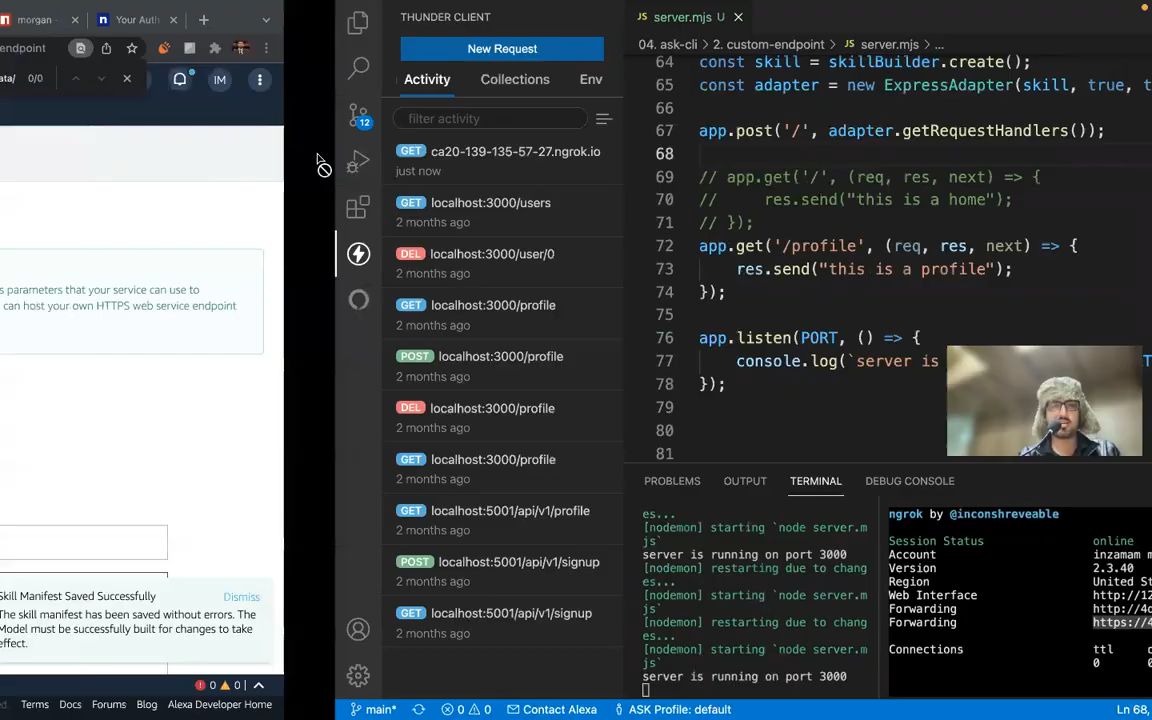 morgan -
Your Auth
endpoint
ata/ 0/0
IM
s parameters that your service can use to
can host your own HTTPS web service endpoint
Skill Manifest Saved Successfully
Dismiss
The skill manifest has been saved without errors. The
Model must be successfully built for changes to take
effect.
0 0
ed. Terms Docs Forums Blog Alexa Developer Home
12
THUNDER CLIENT
New Request
Activity Collections Env
filter activity
GET ca20-139-135-57-27.ngrok.io
just now
GET localhost:3000/users
2 months ago
DEL localhost:3000/user/0
2 months ago
GET localhost:3000/profile
2 months ago
POST localhost:3000/profile
2 months ago
DEL localhost:3000/profile
2 months ago
GET localhost:3000/profile
2 months ago
GET localhost:5001/api/v1/profile
2 months ago
POST localhost:5001/api/v1/signup
2 months ago
GET localhost:5001/api/v1/signup
2 months ago
JS server.mjs U
04. ask-cli > 2. custom-endpoint > JS server.mjs > ...
64 const skill = skillBuilder.create();
65 const adapter = new ExpressAdapter(skill, true, t
66
67 app.post('/', adapter.getRequestHandlers());
68
69 // app.get('/', (req, res, next) => {
70 // res.send("this is a home");
71 // });
72 app.get('/profile', (req, res, next) => {
73 res.send("this is a profile");
74 });
75
76 app.listen(PORT, () => {
77 console.log(`server is
78 });
79
80
81
PROBLEMS OUTPUT TERMINAL DEBUG CONSOLE
es...
[nodemon] starting `node server.m
js`
server is running on port 3000
[nodemon] restarting due to chang
es...
[nodemon] starting `node server.m
js`
[nodemon] restarting due to chang
es...
[nodemon] starting `node server.m
js`
server is running on port 3000
ngrok by @inconshreveable
Session Status online
Account inzamam m
Version 2.3.40
Region United St
Web Interface http://12
Forwarding http://4
Forwarding https://4
Connections ttl
0 0
main* 0 0 Contact Alexa ASK Profile: default
Ln 68,